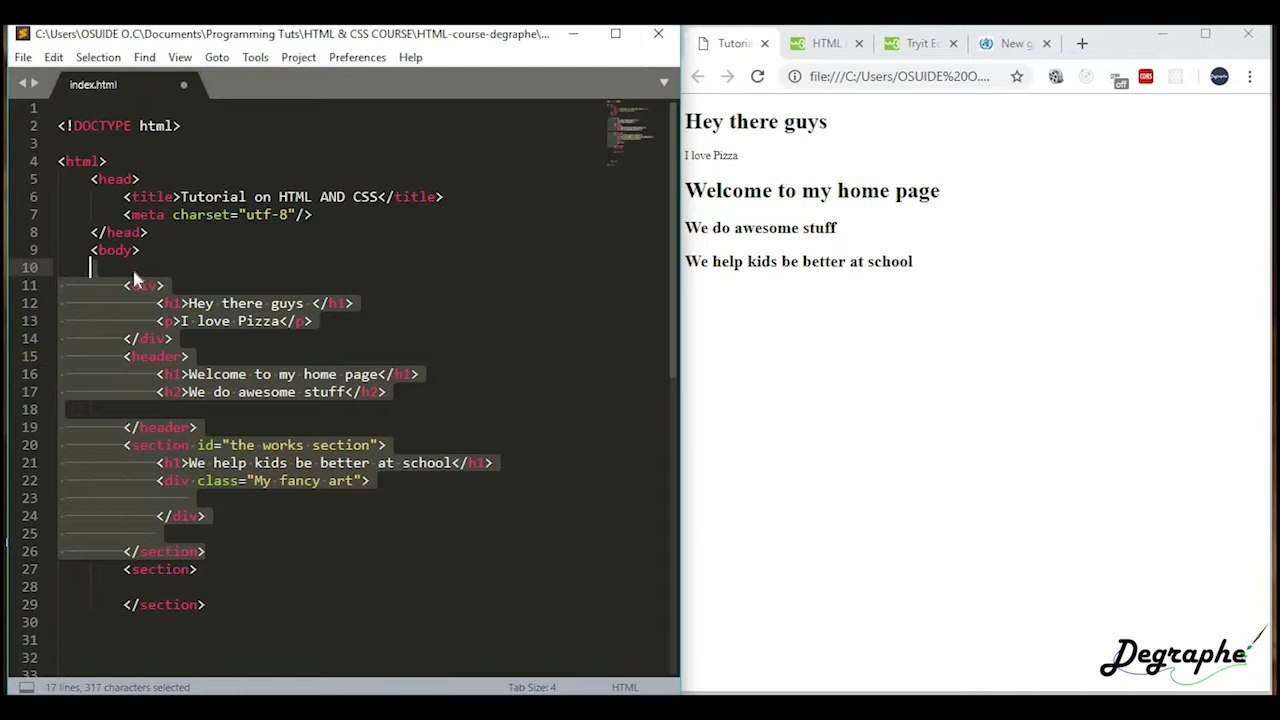 C:\Users\OSUIDE O.C\Documents\Programming Tuts\HTML & CSS COURSE\HTML-course-degraphe\...
File Edit Selection Find View Goto Tools Project Preferences Help
index.html
1
2 <!DOCTYPE html>
3
4 <html>
5 <head>
6 <title>Tutorial on HTML AND CSS</title>
7 <meta charset="utf-8"/>
8 </head>
9 <body>
10
11 <div>
12 <h1>Hey there guys </h1>
13 <p>I love Pizza</p>
14 </div>
15 <header>
16 <h1>Welcome to my home page</h1>
17 <h2>We do awesome stuff</h2>
18
19 </header>
20 <section id="the works section">
21 <h1>We help kids be better at school</h1>
22 <div class="My fancy art">
23
24 </div>
25
26 </section>
27 <section>
28
29 </section>
30
31
32
33
17 lines, 317 characters selected Tab Size: 4 HTML
Tutoria HTML Tryit Ed New g
file:///C:/Users/OSUIDE%20O....
off CORS
Hey there guys
I love Pizza
Welcome to my home page
We do awesome stuff
We help kids be better at school
Degraphe